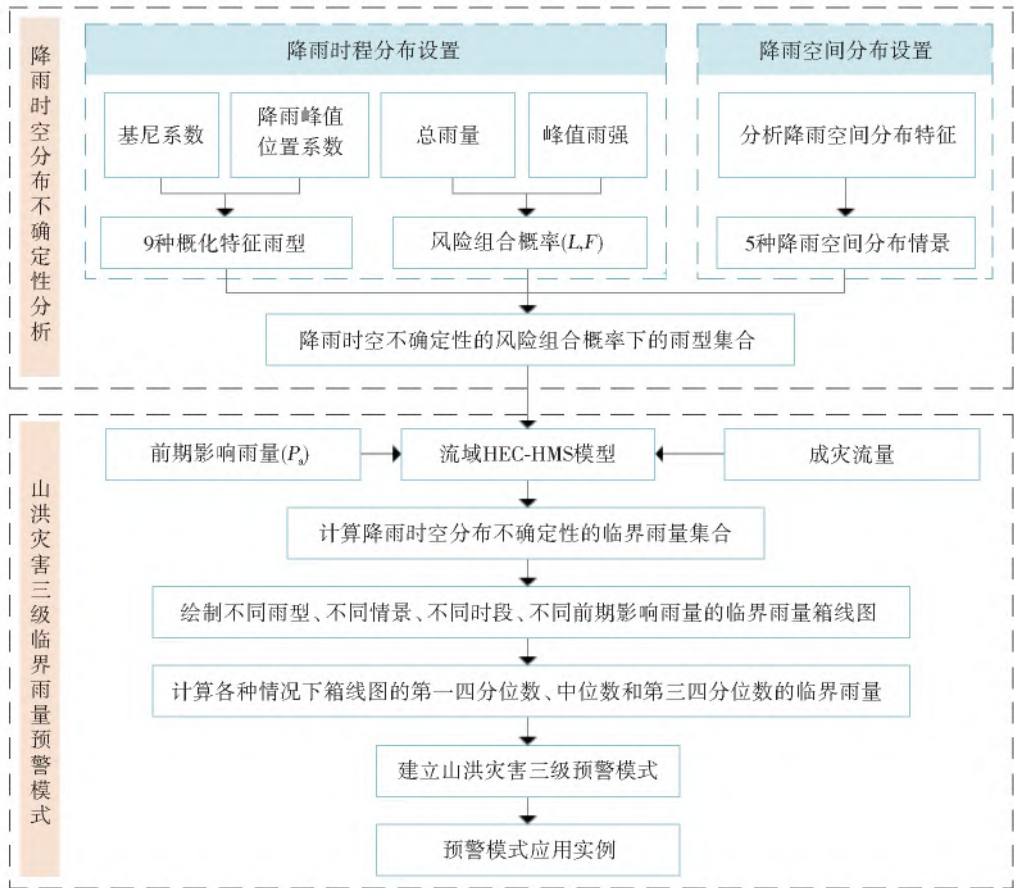 降雨时空分布不确定性分析
降雨时程分布设置
降雨空间分布设置
基尼系数
降雨峰值
位置系数
总雨量
峰值雨强
分析降雨空间分布特征
9种概化特征雨型
风险组合概率(L,F)
5种降雨空间分布情景
降雨时空不确定性的风险组合概率下的雨型集合
山洪灾害三级临界雨量预警模式
前期影响雨量(Pa)
流域HEC-HMS模型
成灾流量
计算降雨时空分布不确定性的临界雨量集合
绘制不同雨型、不同情景、不同时段、不同前期影响雨量的临界雨量箱线图
计算各种情况下箱线图的第一四分位数、中位数和第三四分位数的临界雨量
建立山洪灾害三级预警模式
预警模式应用实例